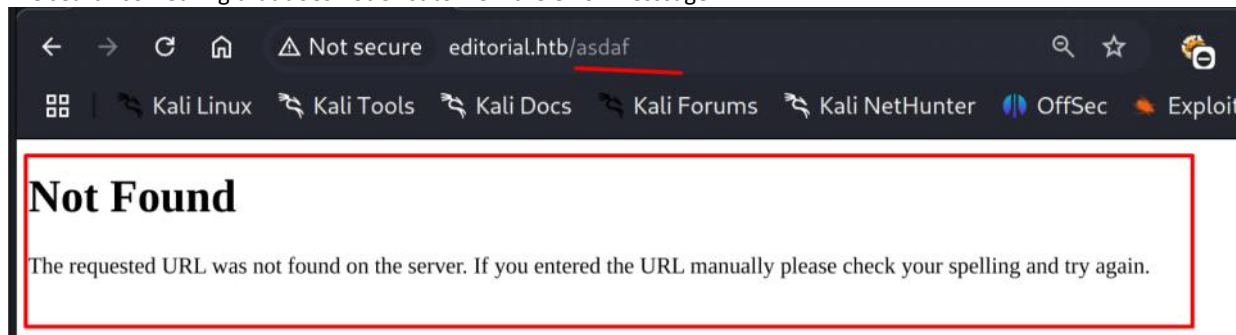 Not secure editorial.htb/asdaf
Kali Linux Kali Tools Kali Docs Kali Forums Kali NetHunter OffSec Exploit
Not Found
The requested URL was not found on the server. If you entered the URL manually please check your spelling and try again.